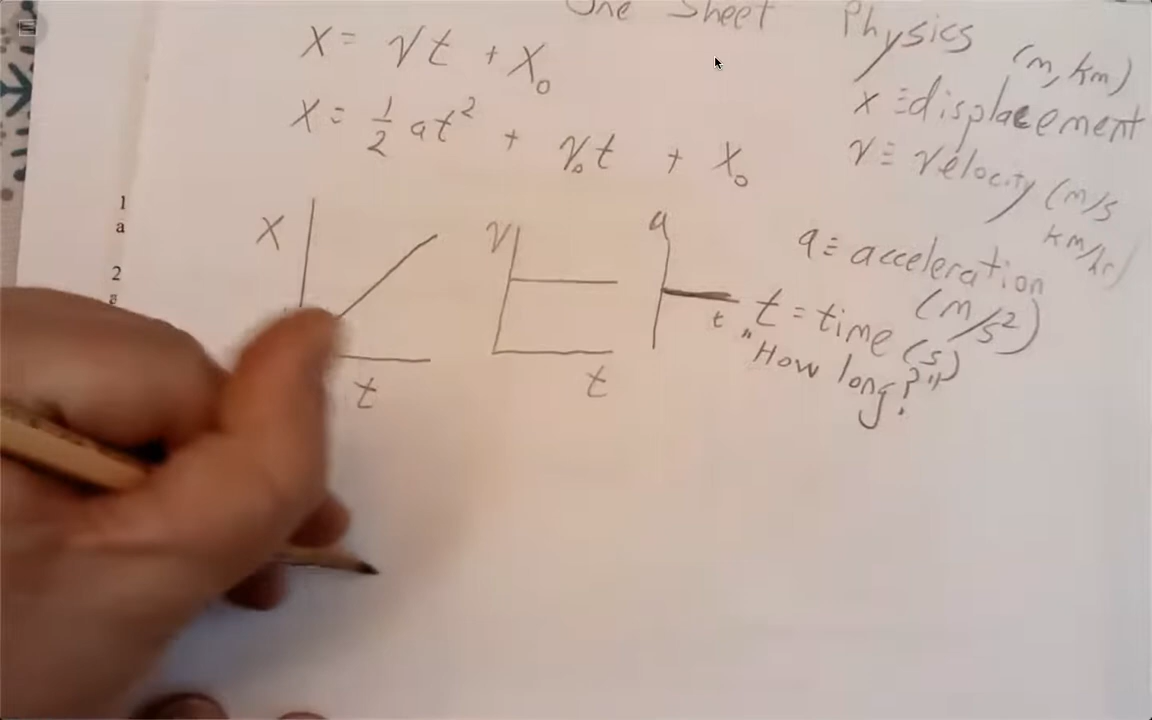 One Sheet Physics
x = vt + x₀
x = 1/2 at² + v₀t + x₀
(m, km)
x ≡ displacement
v ≡ velocity (m/s
km/hr)
a ≡ acceleration
(m/s²)
t = time (s)
"How long?"
1
a
2
a
x
t
v
t
a
t